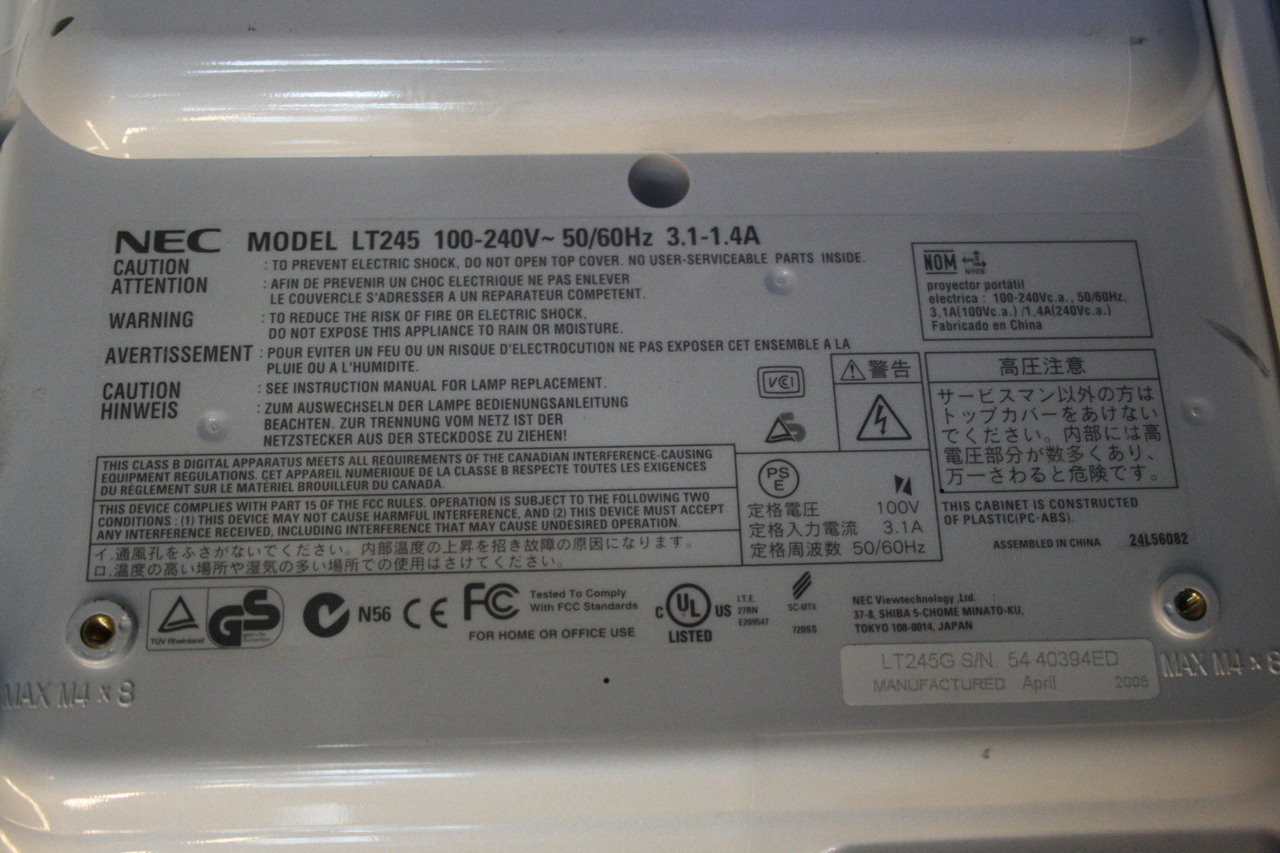 NEC MODEL LT245 100-240V~ 50/60Hz 3.1-1.4A
CAUTION : TO PREVENT ELECTRIC SHOCK, DO NOT OPEN TOP COVER. NO USER-SERVICEABLE PARTS INSIDE.
ATTENTION : AFIN DE PREVENIR UN CHOC ELECTRIQUE NE PAS ENLEVER
LE COUVERCLE S'ADRESSER A UN REPARATEUR COMPETENT.
WARNING : TO REDUCE THE RISK OF FIRE OR ELECTRIC SHOCK,
DO NOT EXPOSE THIS APPLIANCE TO RAIN OR MOISTURE.
AVERTISSEMENT : POUR EVITER UN FEU OU UN RISQUE D'ELECTROCUTION NE PAS EXPOSER CET ENSEMBLE A LA
PLUIE OU A L'HUMIDITE.
CAUTION : SEE INSTRUCTION MANUAL FOR LAMP REPLACEMENT.
HINWEIS : ZUM AUSWECHSELN DER LAMPE BEDIENUNGSANLEITUNG
BEACHTEN. ZUR TRENNUNG VOM NETZ IST DER
NETZSTECKER AUS DER STECKDOSE ZU ZIEHEN!
NOM NYCE
proyector portátil
electrica : 100-240Vc.a., 50/60Hz,
3.1A(100Vc.a.) /1.4A(240Vc.a.)
Fabricado en China
VCI
警告
高圧注意
サービスマン以外の方は
トップカバーをあけない
でください。内部には高
電圧部分が数多くあり、
万一さわると危険です。
THIS CLASS B DIGITAL APPARATUS MEETS ALL REQUIREMENTS OF THE CANADIAN INTERFERENCE-CAUSING
EQUIPMENT REGULATIONS. CET APPAREIL NUMÉRIQUE DE LA CLASSE B RESPECTE TOUTES LES EXIGENCES
DU REGLEMENT SUR LE MATÉRIEL BROUILLEUR DU CANADA.
THIS DEVICE COMPLIES WITH PART 15 OF THE FCC RULES. OPERATION IS SUBJECT TO THE FOLLOWING TWO
CONDITIONS : (1) THIS DEVICE MAY NOT CAUSE HARMFUL INTERFERENCE, AND (2) THIS DEVICE MUST ACCEPT
ANY INTERFERENCE RECEIVED, INCLUDING INTERFERENCE THAT MAY CAUSE UNDESIRED OPERATION.
イ.通風孔をふさがないでください。内部温度の上昇を招き故障の原因になります。
ロ.温度の高い場所や湿気の多い場所での使用はさけてください。
PSE
定格電圧 100V
定格入力電流 3.1A
定格周波数 50/60Hz
THIS CABINET IS CONSTRUCTED
OF PLASTIC(PC-ABS).
ASSEMBLED IN CHINA 24L56082
TÜV Rheinland GS
N56
CE
FC Tested To Comply
With FCC Standards
FOR HOME OR OFFICE USE
C UL US
LISTED
I.T.E
27RN
E209547
SC-MTX
720SS
NEC Viewtechnology ,Ltd. :
37-8, SHIBA 5-CHOME MINATO-KU,
TOKYO 108-0014, JAPAN
LT245G S/N. 54 40394ED
MANUFACTURED April 2005
MAX M4 × 8
MAX M4 × 8